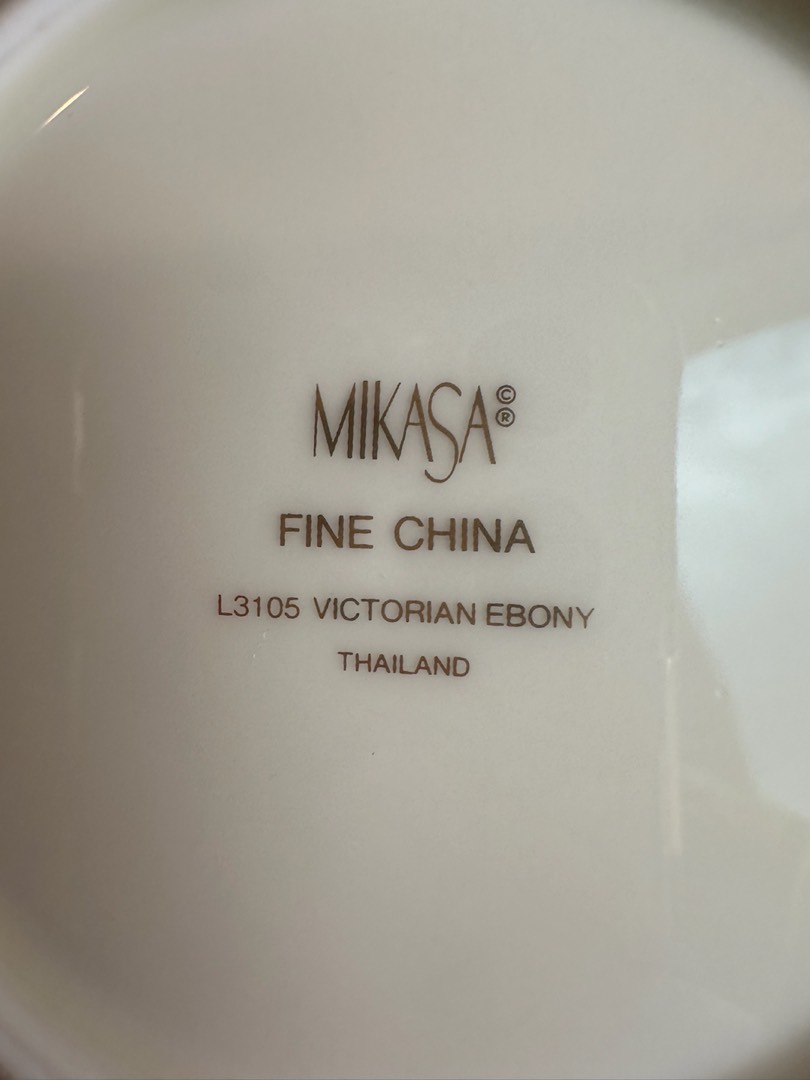 MIKASA©®
FINE CHINA
L3105 VICTORIAN EBONY
THAILAND